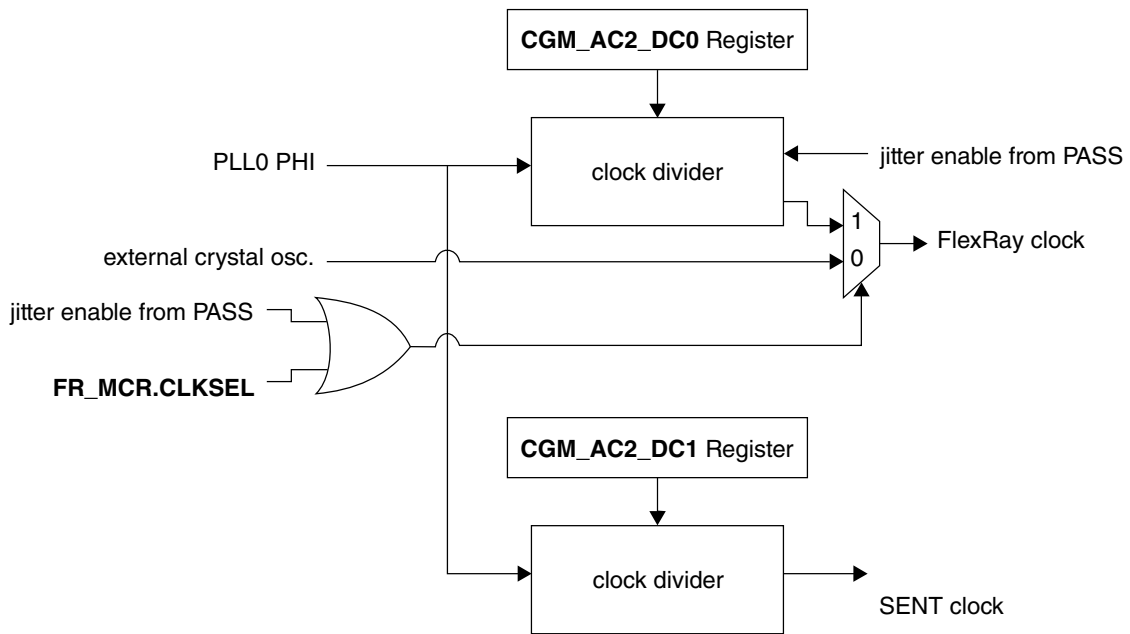 CGM_AC2_DC0 Register
PLL0 PHI
clock divider
jitter enable from PASS
1
FlexRay clock
external crystal osc.
0
jitter enable from PASS
FR_MCR.CLKSEL
CGM_AC2_DC1 Register
clock divider
SENT clock